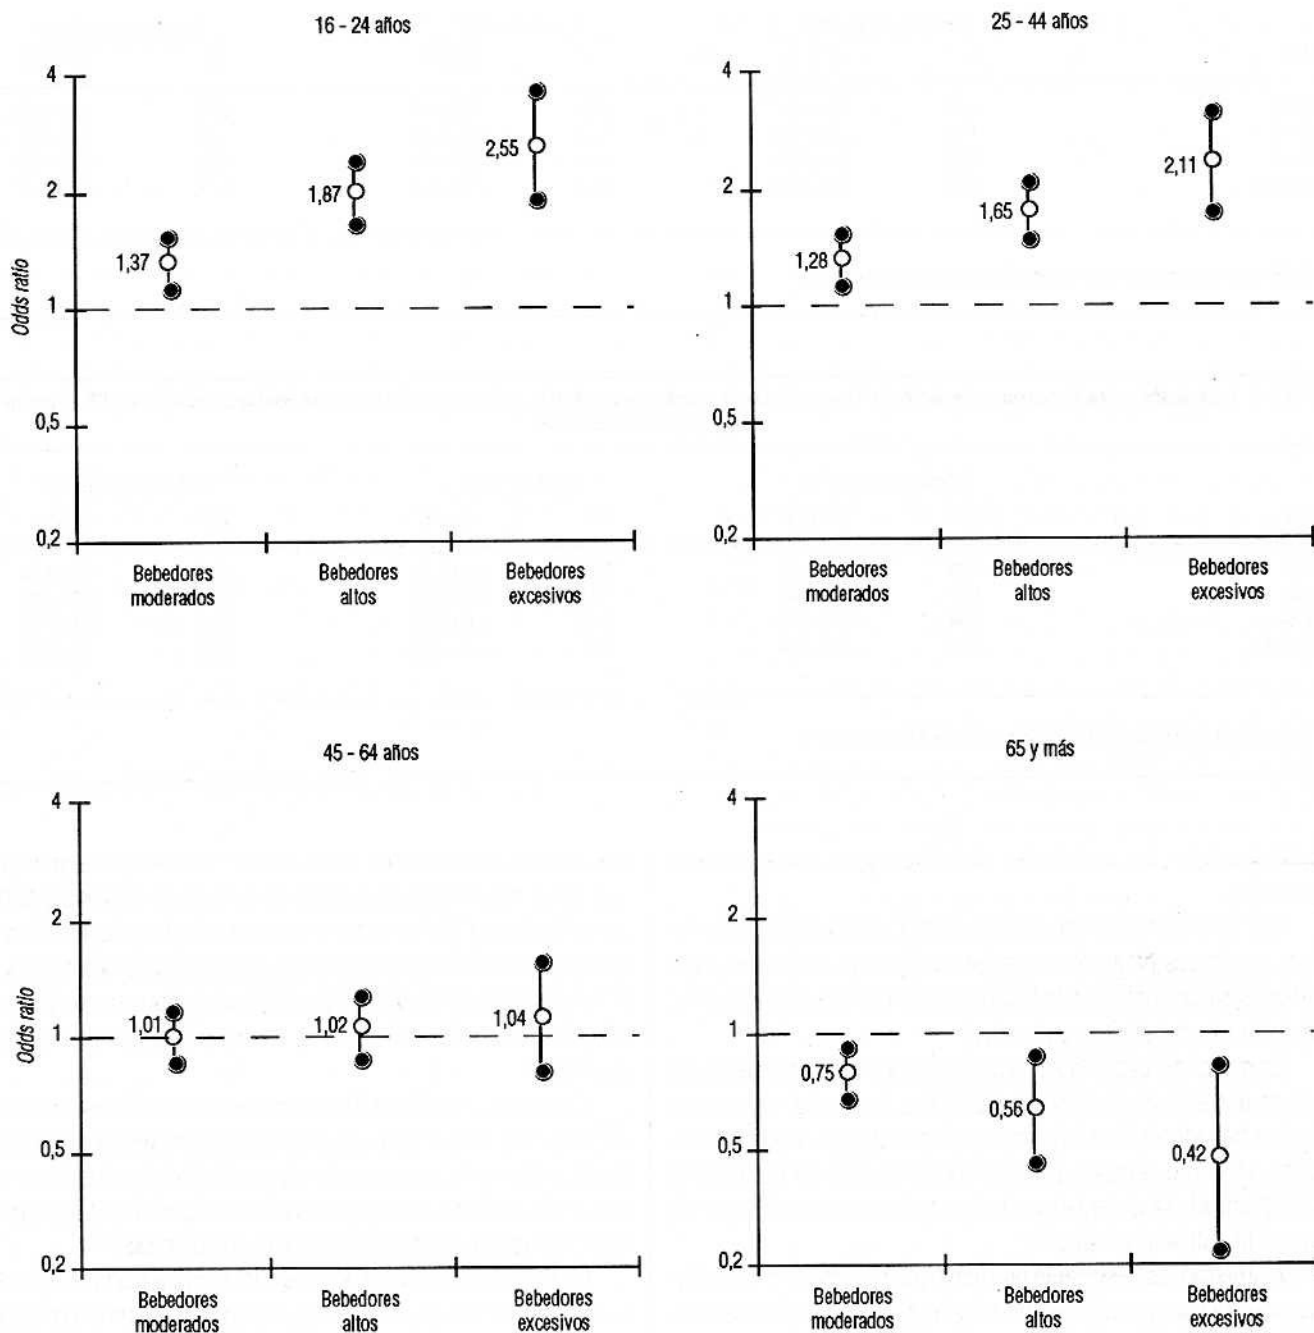 16 - 24 años
4
2
1
0,5
0,2
Odds ratio
1,37
1,87
2,55
Bebedores
moderados
Bebedores
altos
Bebedores
excesivos
25 - 44 años
4
2
1
0,5
0,2
1,28
1,65
2,11
Bebedores
moderados
Bebedores
altos
Bebedores
excesivos
45 - 64 años
4
2
1
0,5
0,2
Odds ratio
1,01
1,02
1,04
Bebedores
moderados
Bebedores
altos
Bebedores
excesivos
65 y más
4
2
1
0,5
0,2
0,75
0,56
0,42
Bebedores
moderados
Bebedores
altos
Bebedores
excesivos